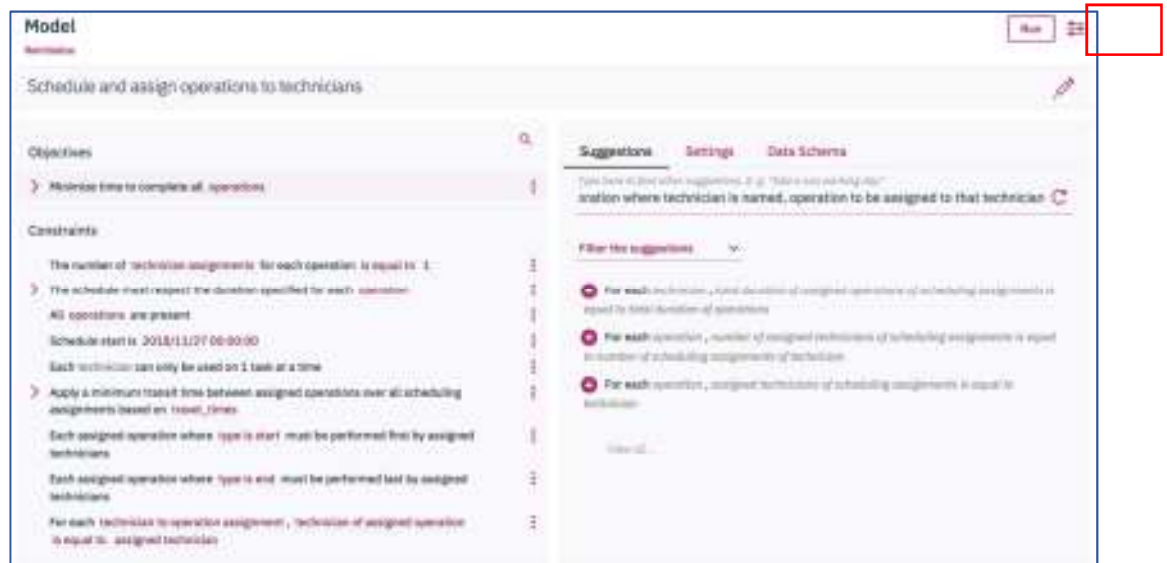 Model
Run
Schedule and assign operations to technicians
Objectives
Minimize time to complete all operations
Constraints
The number of technician assignments for each operation is equal to 1
The schedule must respect the duration specified for each operation
All operations are present
Schedule start is 2018/11/27 00:00:00
Each technician can only be used on 1 task at a time
Apply a minimum transit time between assigned operations over all scheduling
assignments based on travel_times
Each assigned operation where type is start must be performed first by assigned
technicians
Each assigned operation where type is end must be performed last by assigned
technicians
For each technician to operation assignment , technician of assigned operation
is equal to assigned technician
Suggestions Settings Data Schema
Type here to find other suggestions. E.g. "
where technician is named, operation to be assigned to that technician
Filter the suggestions
For each technician , total duration of assigned operations of scheduling assignments is
equal to total duration of operations
For each operation , number of assigned technicians of scheduling assignments is equal
to number of scheduling assignments of technician
For each operation , assigned technicians of scheduling assignments is equal to
technician
View all...